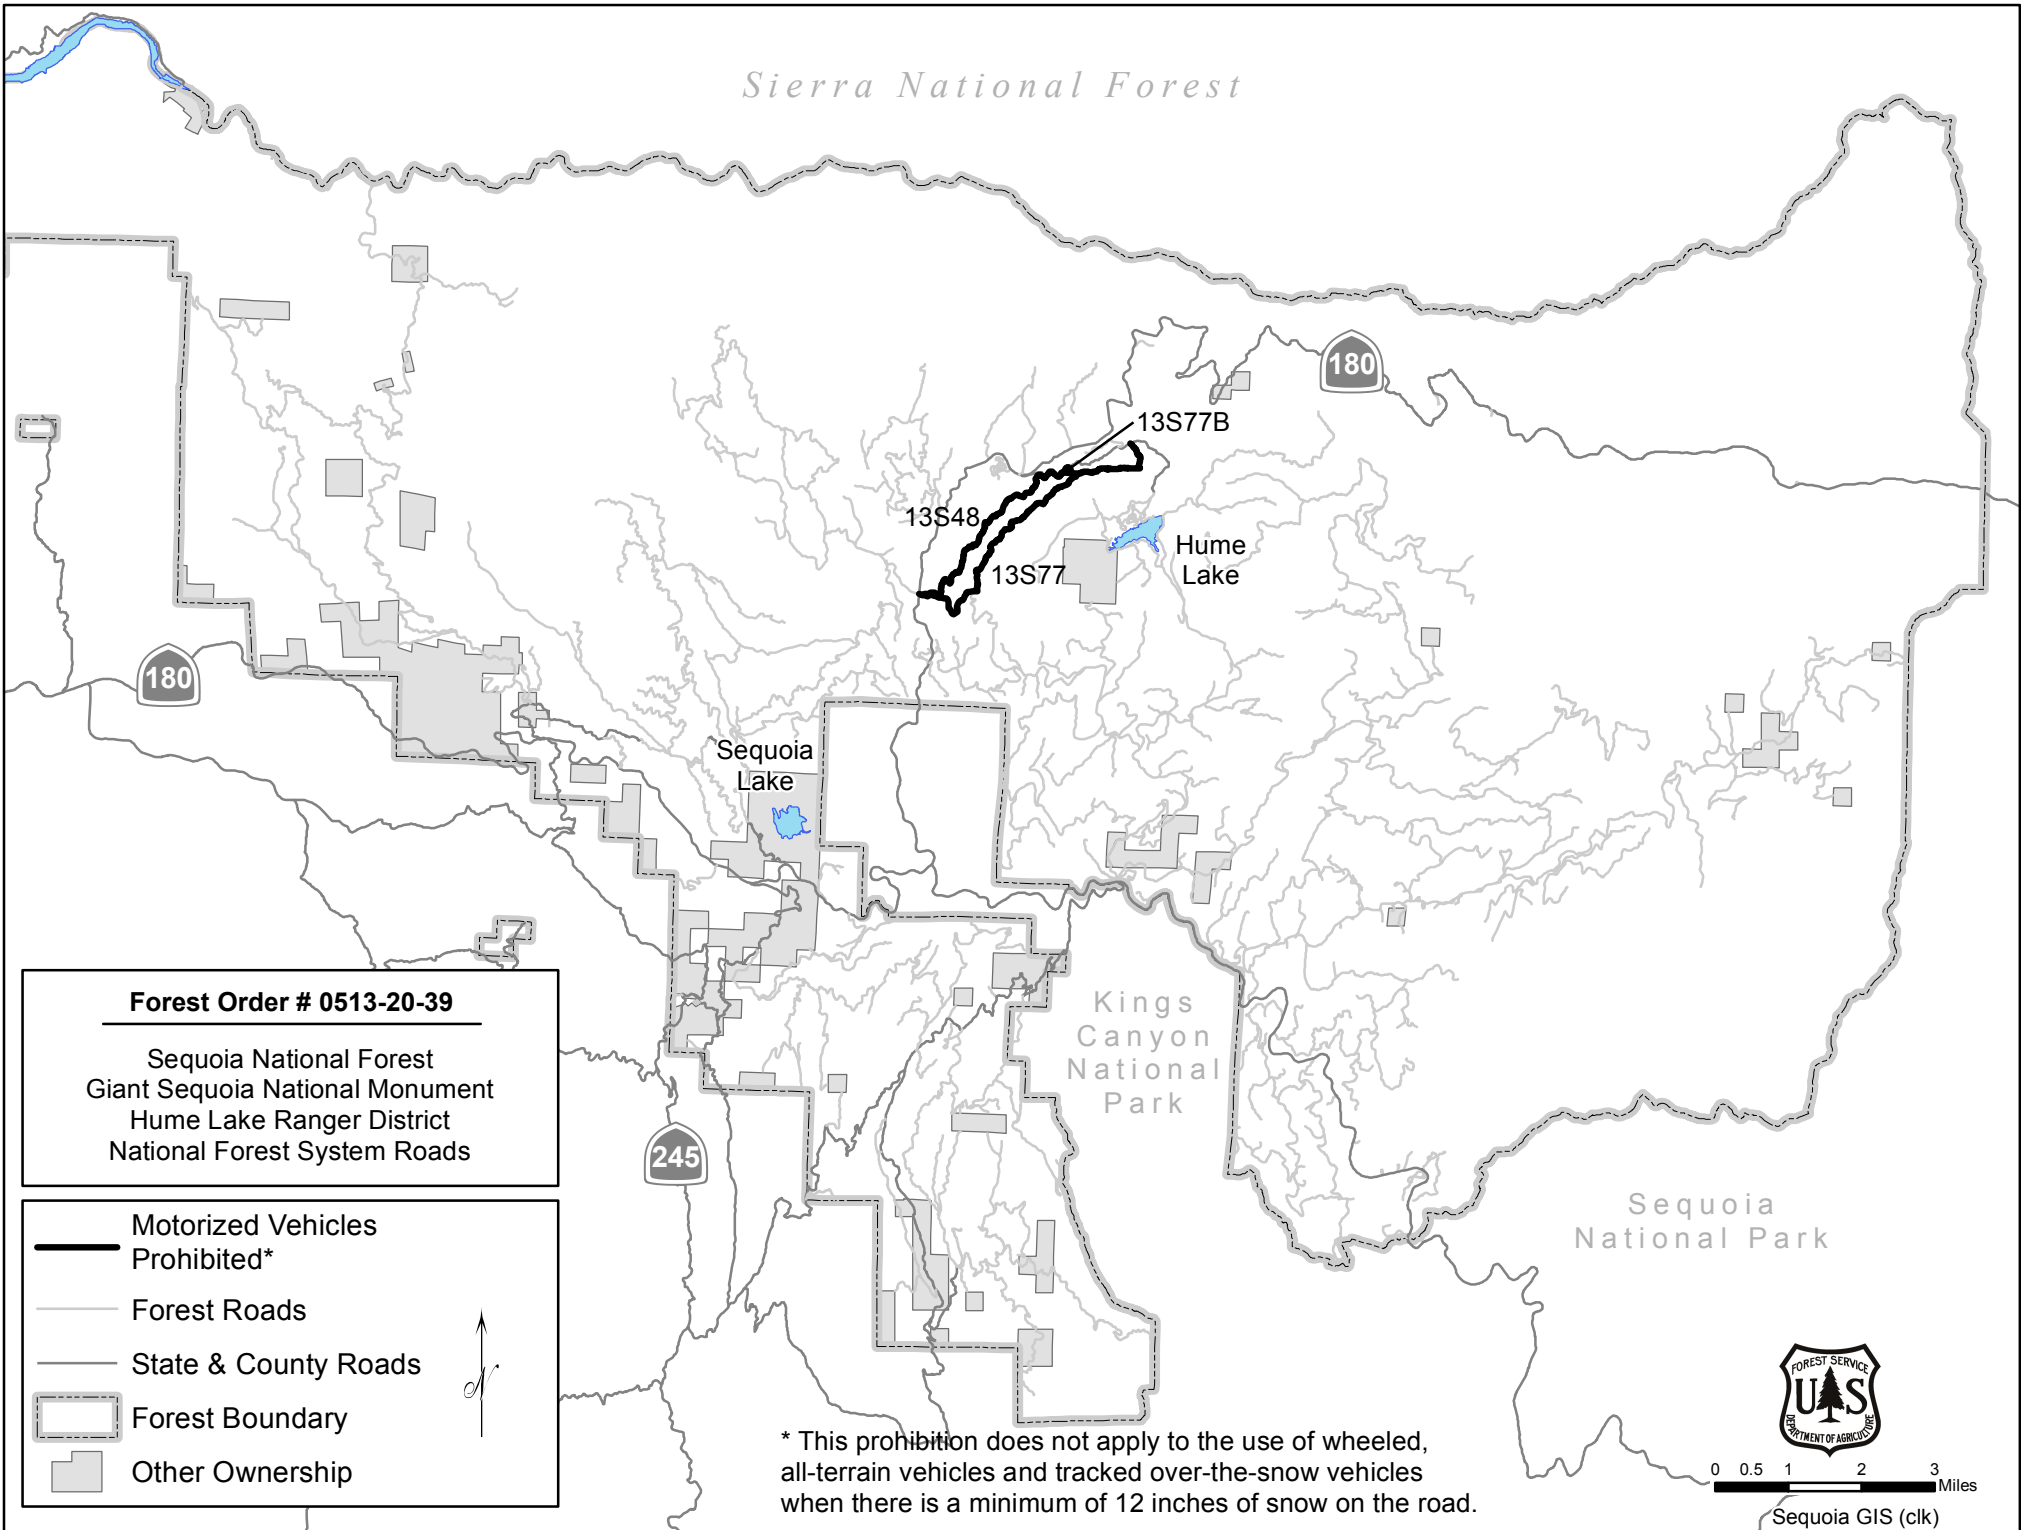 Sierra National Forest
180
13S77B
13S48
Hume
Lake
13S77
180
Sequoia
Lake
Forest Order # 0513-20-39
Sequoia National Forest
Giant Sequoia National Monument
Hume Lake Ranger District
National Forest System Roads
Kings
Canyon
National
Park
245
Sequoia
National Park
Motorized Vehicles
Prohibited*
Forest Roads
State & County Roads
Forest Boundary
Other Ownership
N
* This prohibition does not apply to the use of wheeled,
all-terrain vehicles and tracked over-the-snow vehicles
when there is a minimum of 12 inches of snow on the road.
FOREST SERVICE
U S
DEPARTMENT OF AGRICULTURE
0 0.5 1 2 3
Miles
Sequoia GIS (clk)